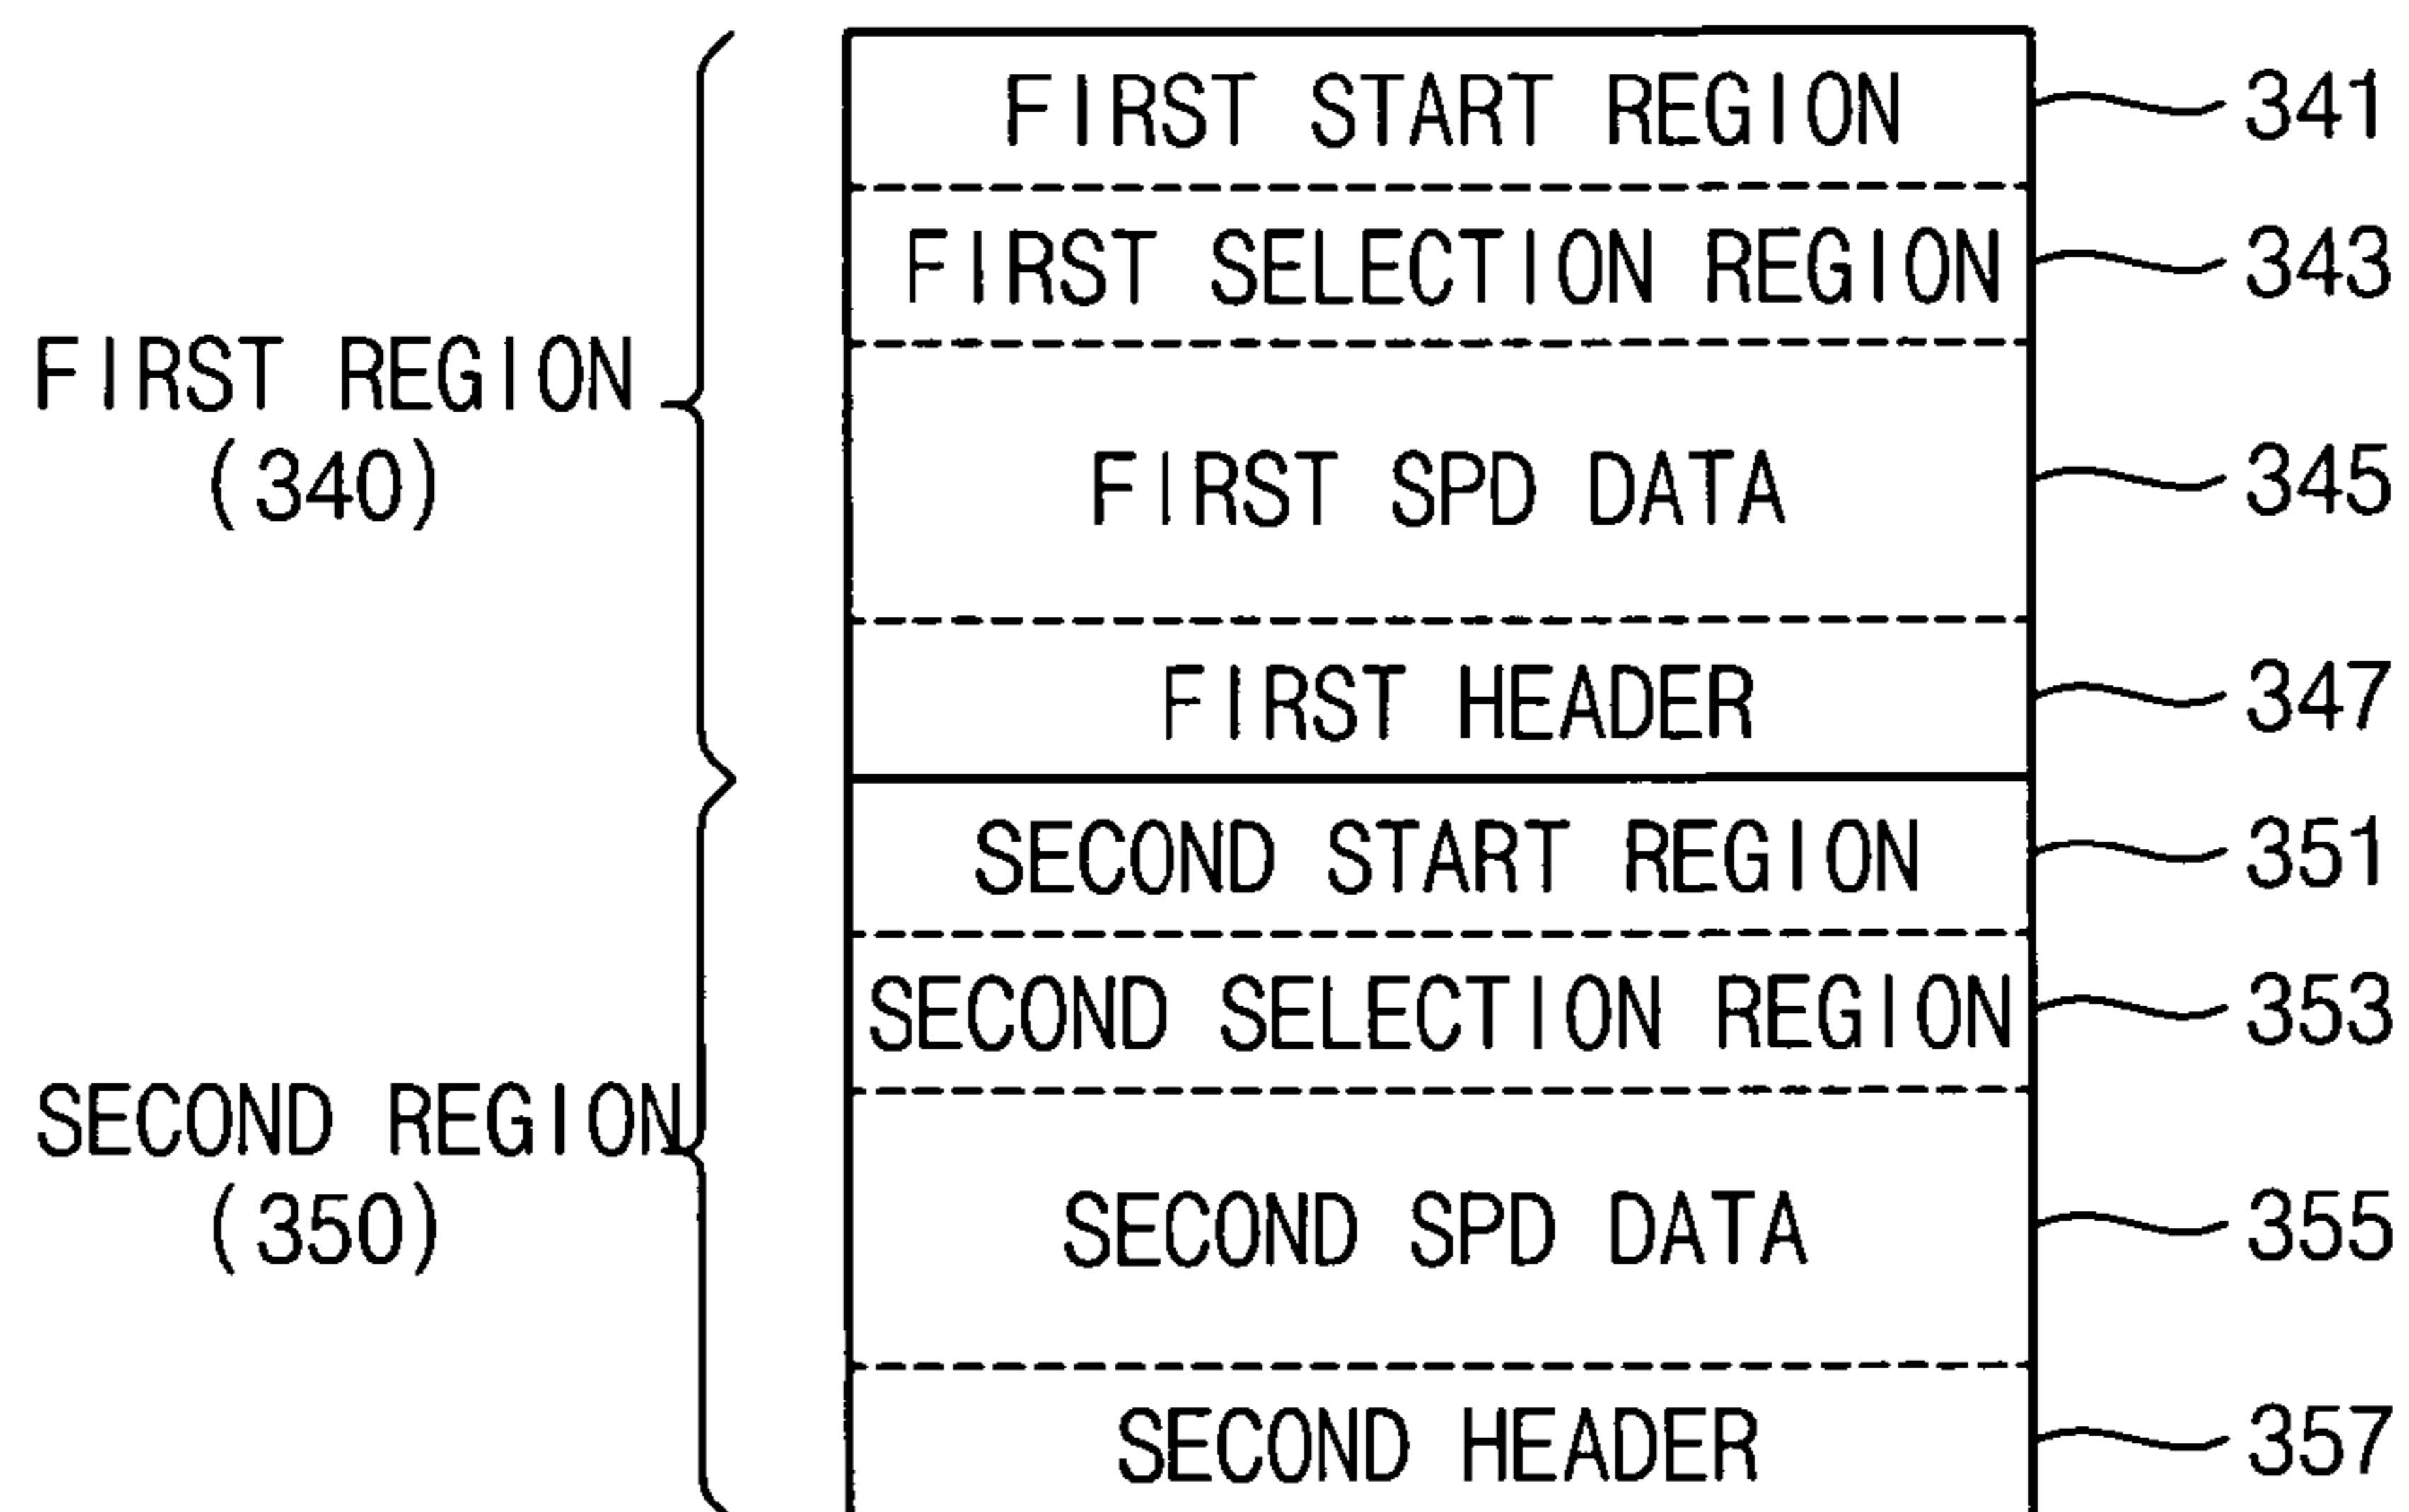 FIRST START REGION 341
FIRST SELECTION REGION 343
FIRST REGION
(340)
FIRST SPD DATA 345
FIRST HEADER 347
SECOND START REGION 351
SECOND SELECTION REGION 353
SECOND REGION
(350)
SECOND SPD DATA 355
SECOND HEADER 357